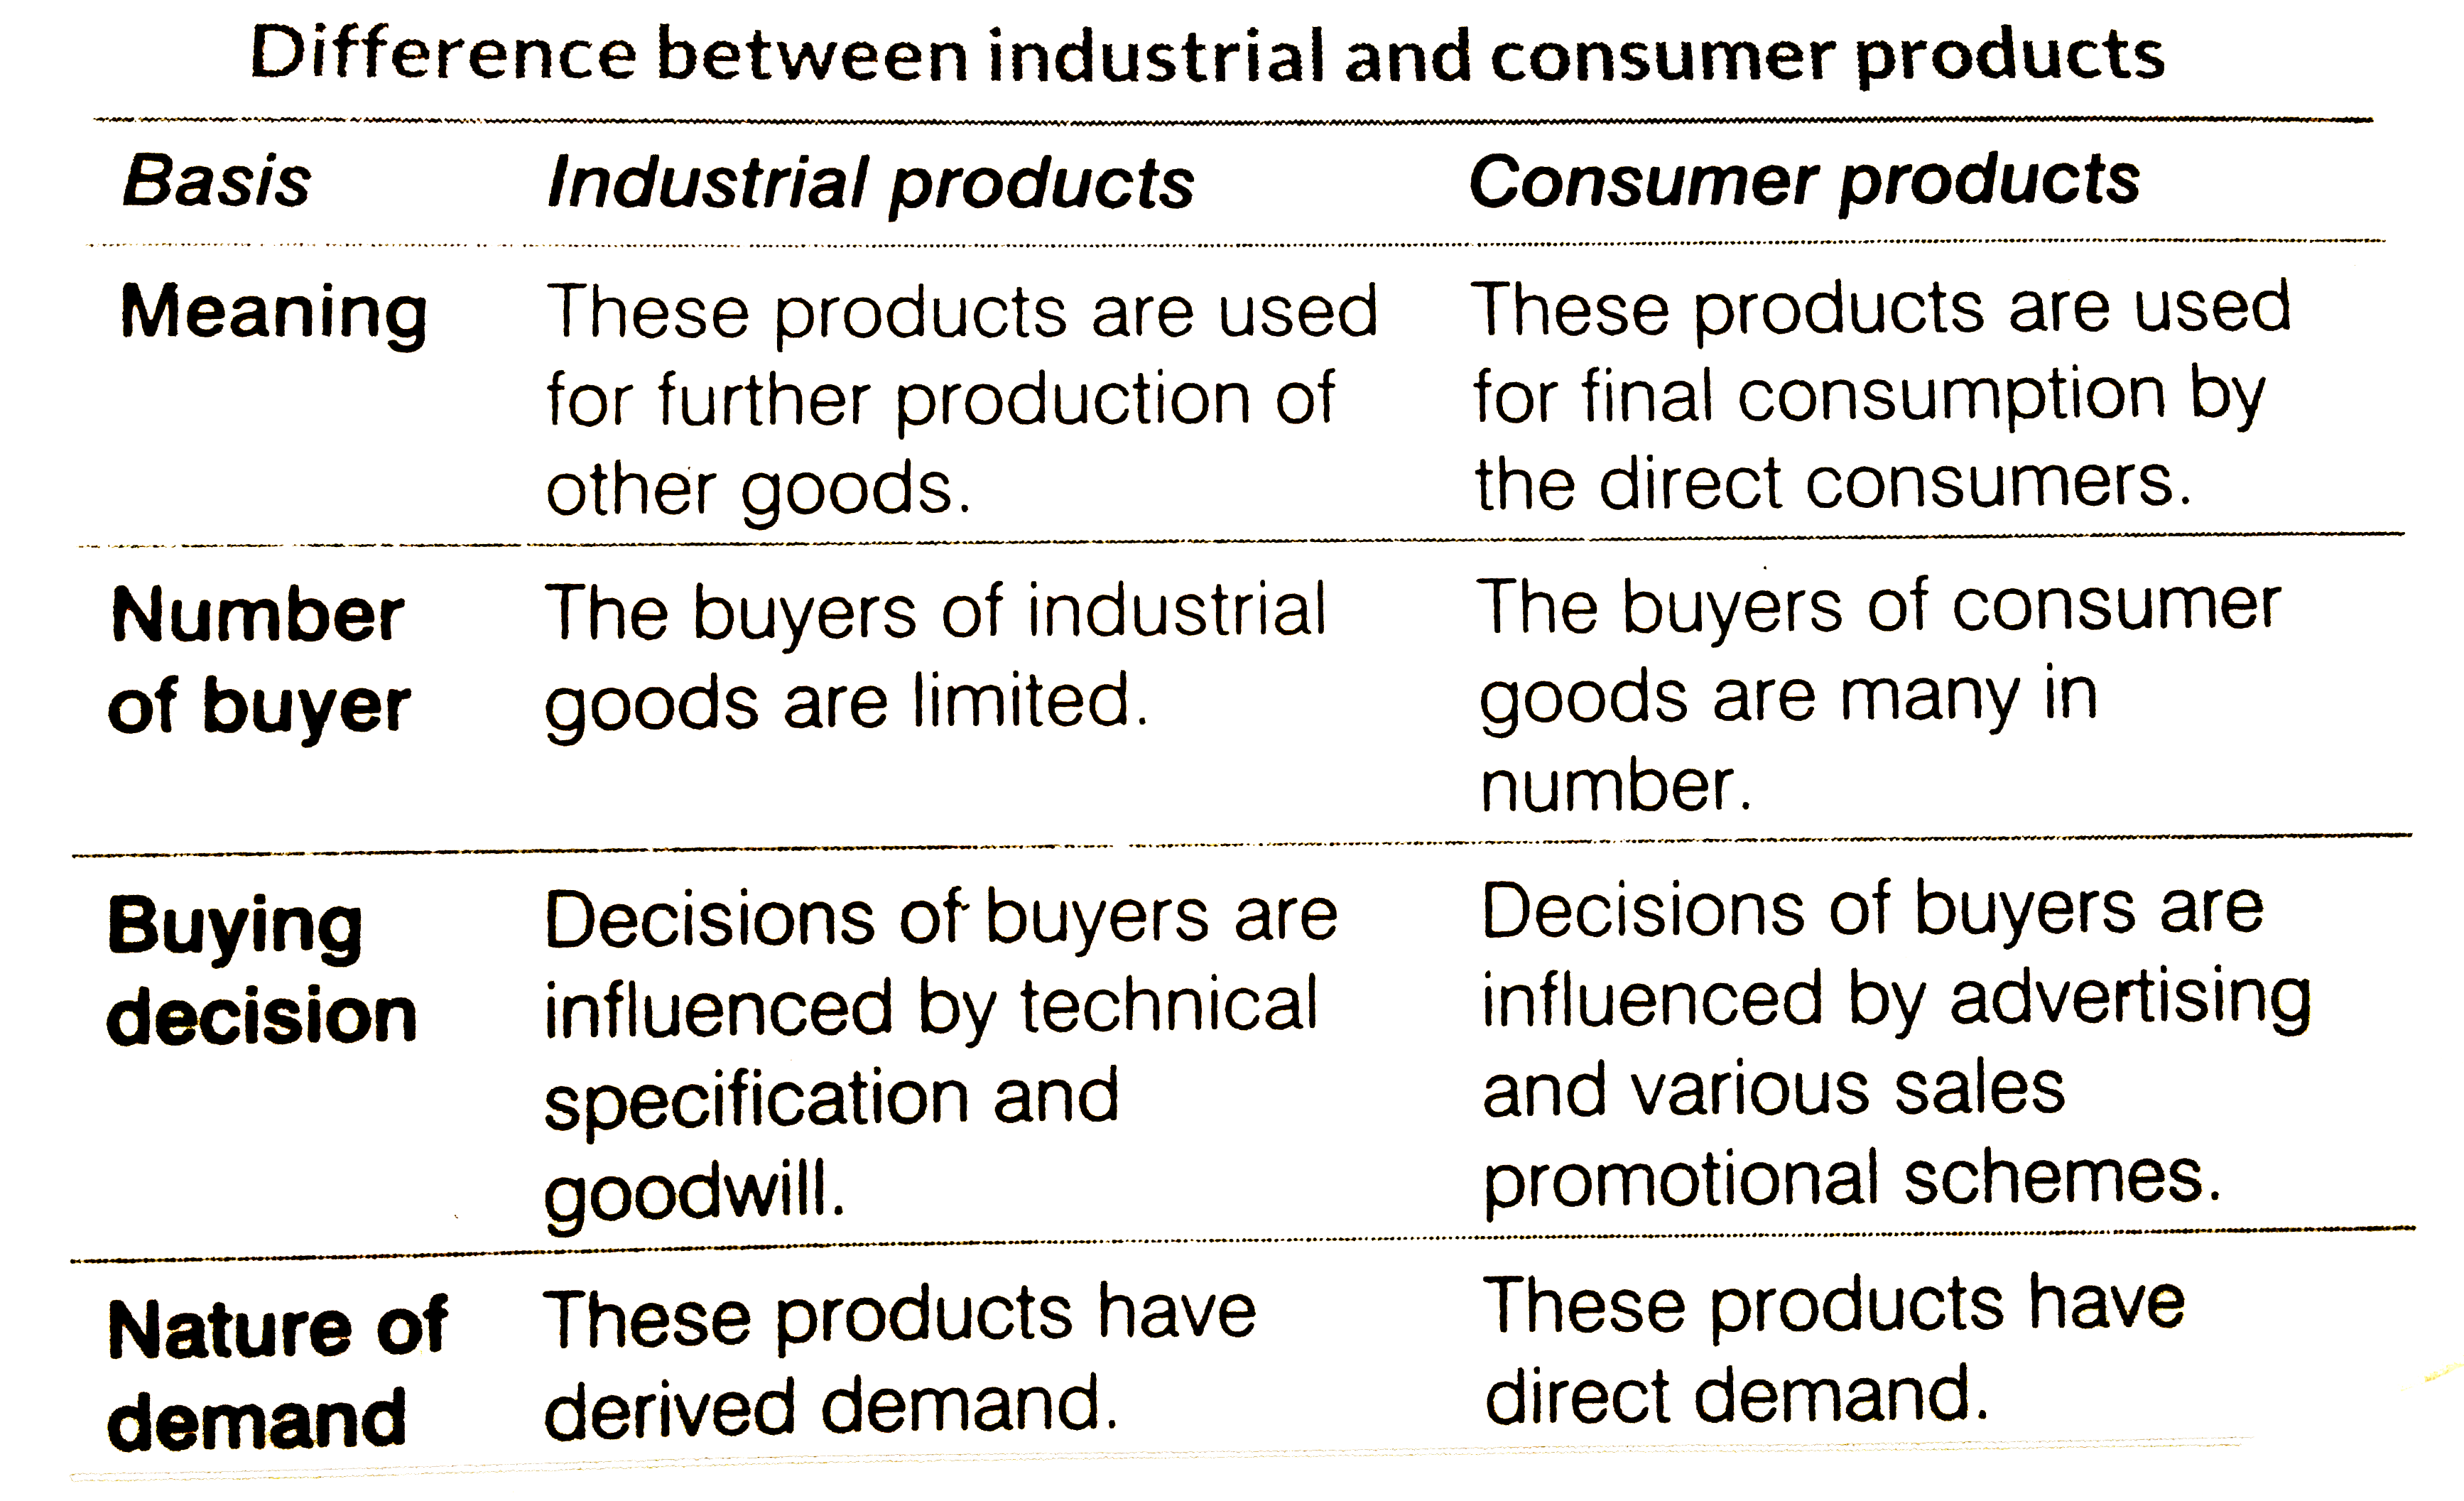 Difference between industrial and consumer products
Basis Industrial products Consumer products
Meaning These products are used These products are used
for further production of for final consumption by
other goods. the direct consumers.
Number The buyers of industrial The buyers of consumer
of buyer goods are limited. goods are many in
number.
Buying Decisions of buyers are Decisions of buyers are
decision influenced by technical influenced by advertising
specification and and various sales
goodwill. promotional schemes.
Nature of These products have These products have
demand derived demand. direct demand.